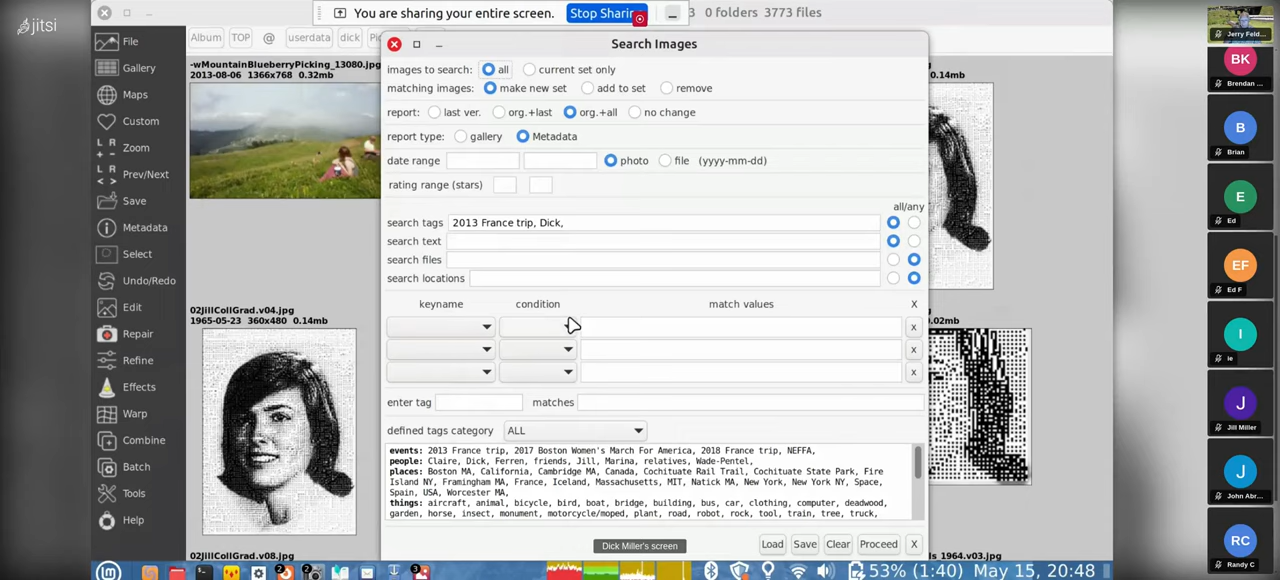 jitsi
You are sharing your entire screen.
Stop Sharing
3 0 folders 3773 files
Album
TOP
@
userdata
dick
File
Gallery
Maps
Custom
Zoom
Prev/Next
Save
Metadata
Select
Undo/Redo
Edit
Repair
Refine
Effects
Warp
Combine
Batch
Tools
Help
-wMountainBlueberryPicking_13080.jpg
2013-08-06 1366x768 0.32mb
0.14mb
02JillCollGrad.v04.jpg
1965-05-23 360x480 0.14mb
0.02mb
02JillCollGrad.v08.jpg
1964.v03.jpg
Search Images
images to search: all current set only
matching images: make new set add to set remove
report: last ver. org.+last org.+all no change
report type: gallery Metadata
date range photo file (yyyy-mm-dd)
rating range (stars)
all/any
search tags 2013 France trip, Dick,
search text
search files
search locations
keyname condition match values X
x
x
x
enter tag matches
defined tags category ALL
events: 2013 France trip, 2017 Boston Women's March For America, 2018 France trip, NEFFA,
people: Claire, Dick, Ferren, friends, Jill, Marina, relatives, Wade-Pentel,
places: Boston MA, California, Cambridge MA, Canada, Cochituate Rail Trail, Cochituate State Park, Fire
Island NY, Framingham MA, France, Iceland, Massachusetts, MIT, Natick MA, New York, New York NY, Space,
Spain, USA, Worcester MA,
things: aircraft, animal, bicycle, bird, boat, bridge, building, bus, car, clothing, computer, deadwood,
garden, horse, insect, monument, motorcycle/moped, plant, road, robot, rock, tool, train, tree, truck,
Dick Miller's screen
Load Save Clear Proceed X
53% (1:40) May 15, 20:48
Jerry Feld...
BK
Brendan ...
B
Brian
E
Ed
EF
Ed F
I
ie
J
Jill Miller
J
John Abr...
RC
Randy C